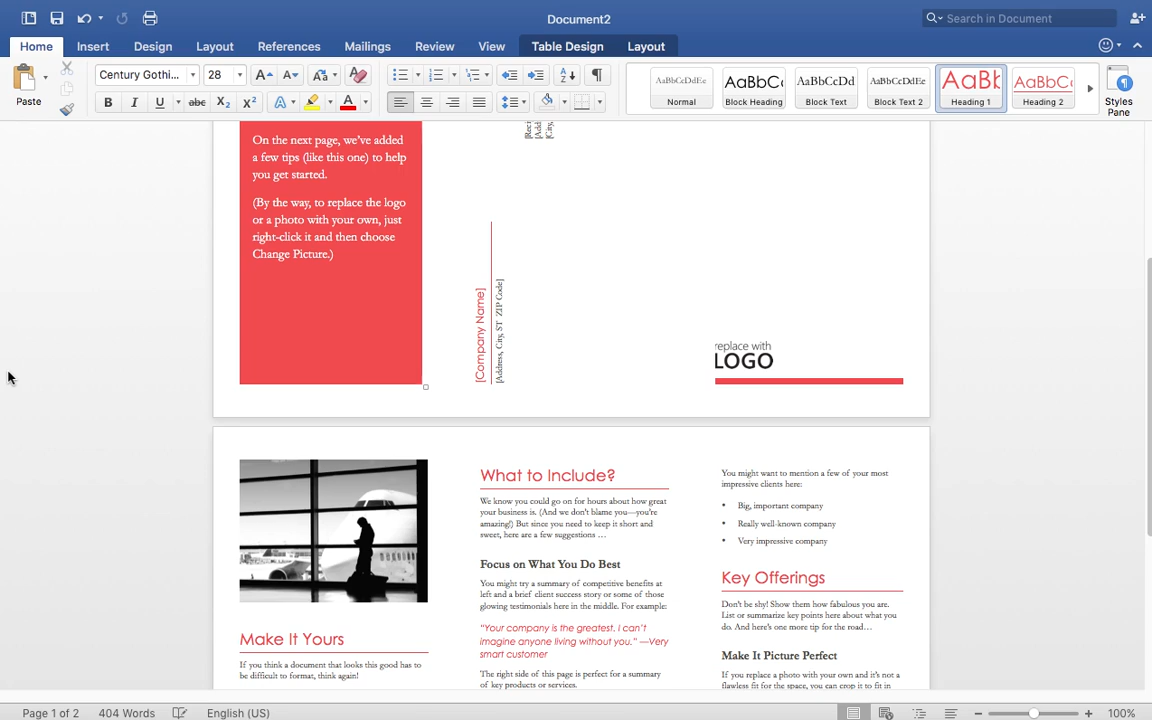 Document2
Search in Document
Home
Insert
Design
Layout
References
Mailings
Review
View
Table Design
Layout
Paste
Century Gothi...
28
AaBbCcDdEe
Normal
AaBbC
Block Heading
AaBbCcDd
Block Text
AaBbCcDdEe
Block Text 2
AaBb
Heading 1
AaBbC
Heading 2
Styles
Pane
On the next page, we've added
a few tips (like this one) to help
you get started.
(By the way, to replace the logo
or a photo with your own, just
right-click it and then choose
Change Picture.)
[Company Name]
[Address, City, ST ZIP Code]
replace with
LOGO
Make It Yours
If you think a document that looks this good has to
be difficult to format, think again!
What to Include?
We know you could go on for hours about how great
your business is. (And we don't blame you—you're
amazing!) But since you need to keep it short and
sweet, here are a few suggestions ...
Focus on What You Do Best
You might try a summary of competitive benefits at
left and a brief client success story or some of those
glowing testimonials here in the middle. For example:
“Your company is the greatest. I can't
imagine anyone living without you.” —Very
smart customer
The right side of this page is perfect for a summary
of key products or services.
You might want to mention a few of your most
impressive clients here:
• Big, important company
• Really well-known company
• Very impressive company
Key Offerings
Don't be shy! Show them how fabulous you are.
List or summarize key points here about what you
do. And here's one more tip for the road...
Make It Picture Perfect
If you replace a photo with your own and it's not a
flawless fit for the space, you can crop it to fit in
Page 1 of 2
404 Words
English (US)
100%